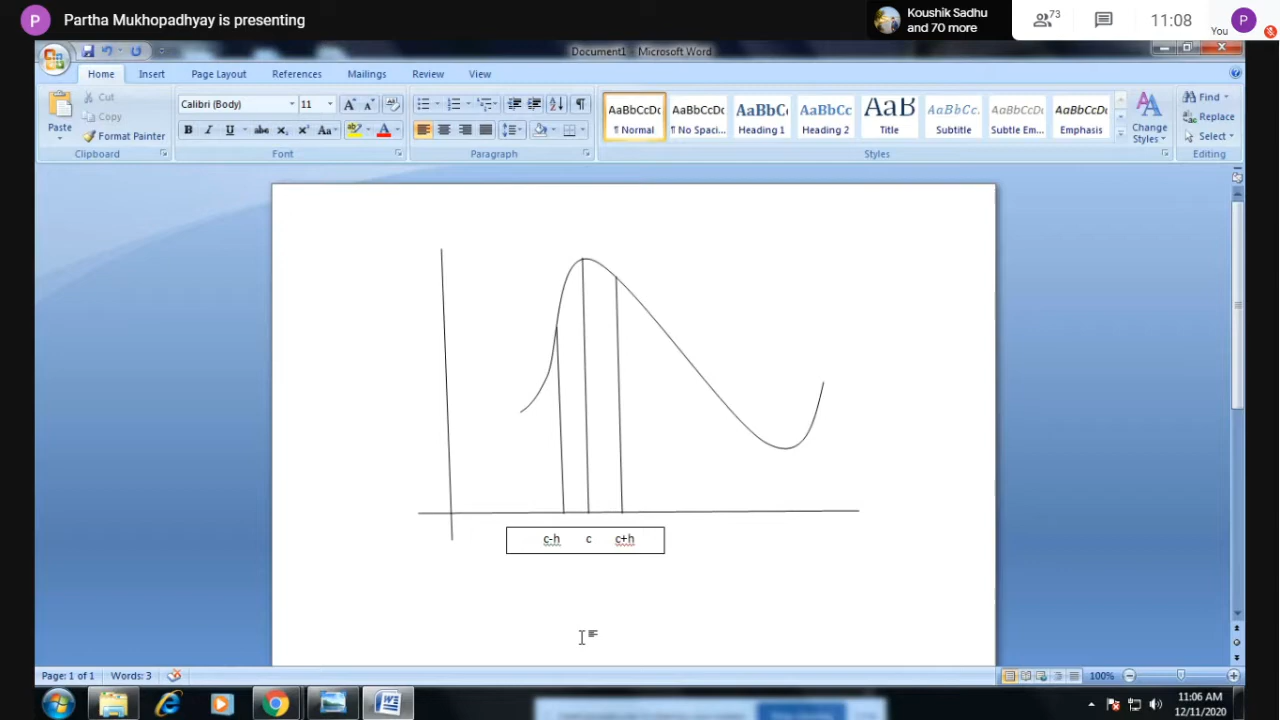 P Partha Mukhopadhyay is presenting
Koushik Sadhu
and 70 more
73
11:08
You
P
Document1 - Microsoft Word
Home Insert Page Layout References Mailings Review View
Paste
Cut
Copy
Format Painter
Clipboard
Calibri (Body) 11
Font
Paragraph
AaBbCcDc AaBbCcDc AaBbCc AaBbCc AaB AaBbCc. AaBbCcDc AaBbCcDc
¶ Normal ¶ No Spaci... Heading 1 Heading 2 Title Subtitle Subtle Em... Emphasis
Styles
Change
Styles
Find
Replace
Select
Editing
c-h c c+h
Page: 1 of 1 Words: 3
100%
11:06 AM
12/11/2020